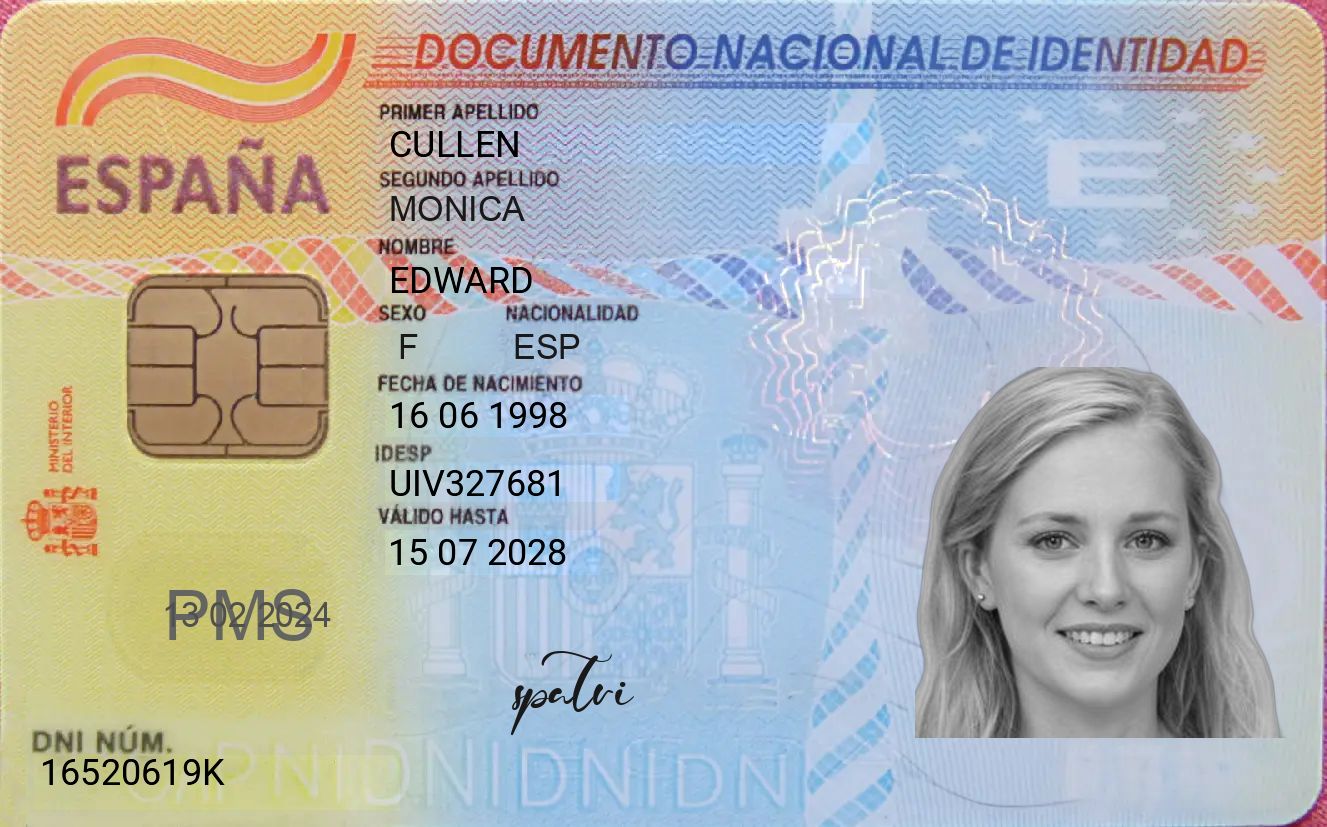 DOCUMENTO NACIONAL DE IDENTIDAD
ESPAÑA
PRIMER APELLIDO
CULLEN
SEGUNDO APELLIDO
MONICA
NOMBRE
EDWARD
SEXO NACIONALIDAD
F ESP
FECHA DE NACIMIENTO
16 06 1998
IDESP
UIV327681
VÁLIDO HASTA
15 07 2028
MINISTERIO
DEL INTERIOR
PMS
13 02 2024
spatvi
DNI NÚM.
16520619K
E
DNIDNIDNIDN